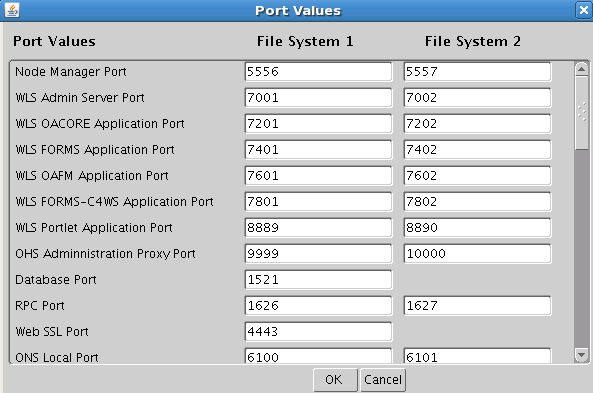 Port Values
Port Values File System 1 File System 2
Node Manager Port 5556 5557
WLS Admin Server Port 7001 7002
WLS OACORE Application Port 7201 7202
WLS FORMS Application Port 7401 7402
WLS OAFM Application Port 7601 7602
WLS FORMS-C4WS Application Port 7801 7802
WLS Portlet Application Port 8889 8890
OHS Adminnistration Proxy Port 9999 10000
Database Port 1521
RPC Port 1626 1627
Web SSL Port 4443
ONS Local Port 6100 6101
OK Cancel